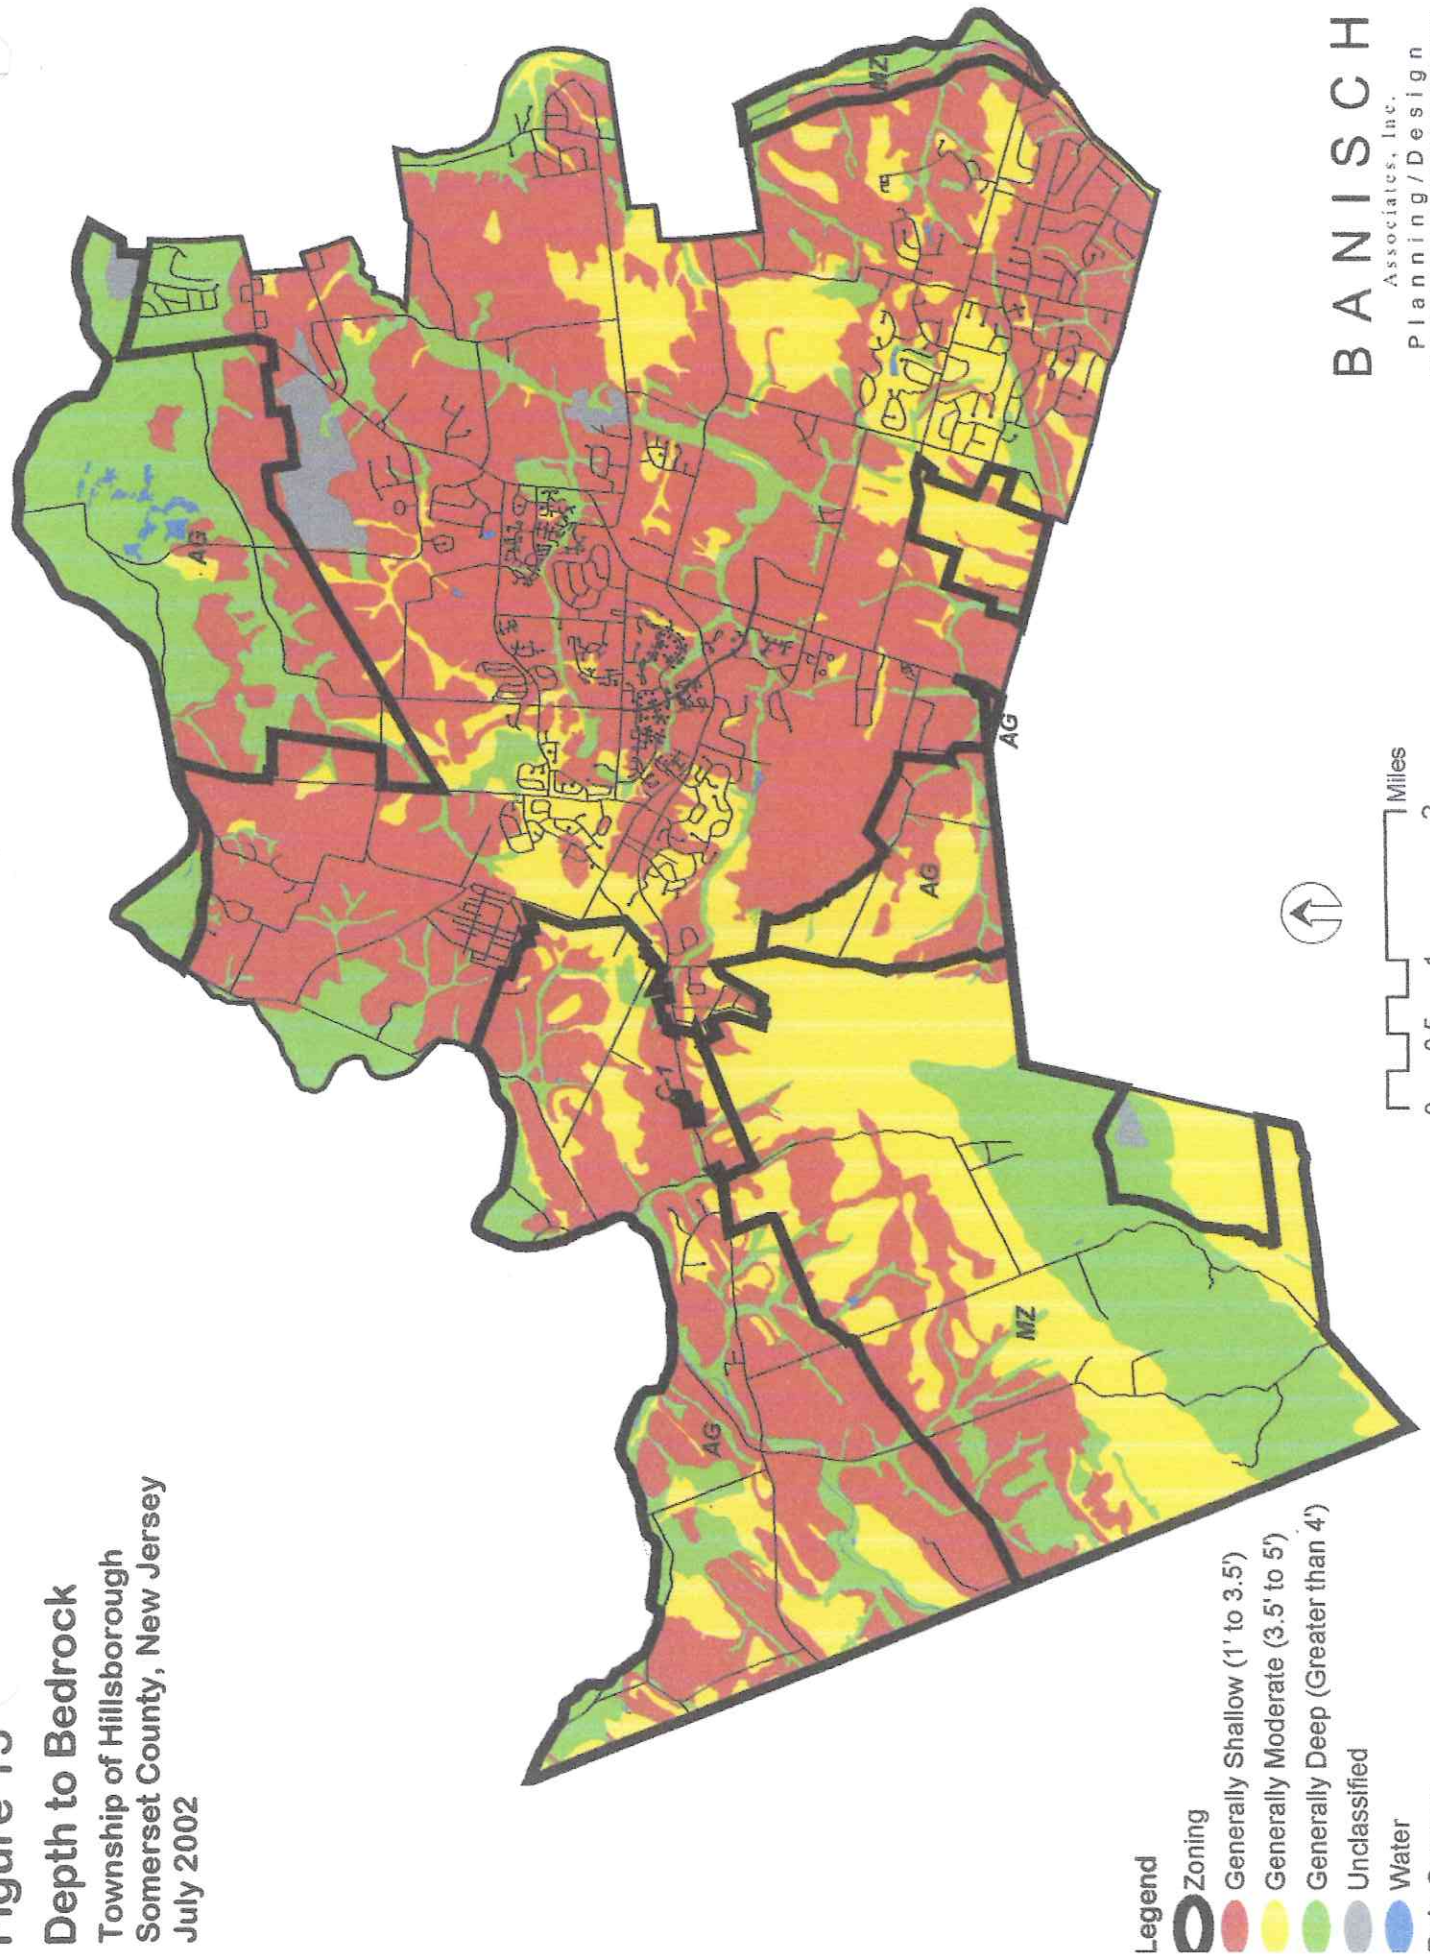 Depth to Bedrock
Township of Hillsborough
Somerset County, New Jersey
July 2002
AG
MZ
AG
C-1
AG
MZ
AG
Legend
Zoning
Generally Shallow (1' to 3.5')
Generally Moderate (3.5' to 5')
Generally Deep (Greater than 4')
Unclassified
Water
Miles
BANISCH
Associates, Inc.
Planning/Design